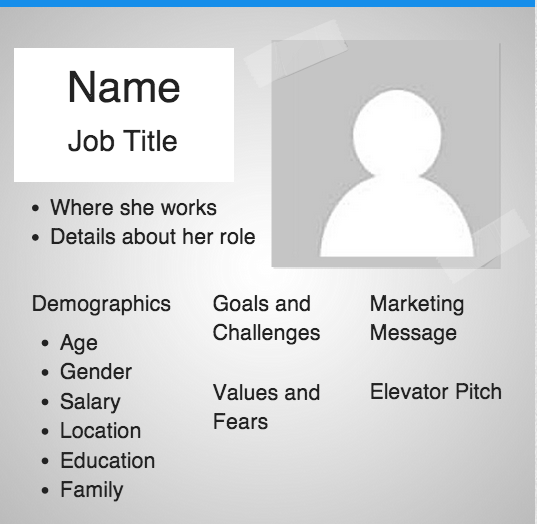 Name
Job Title
• Where she works
• Details about her role
Demographics
• Age
• Gender
• Salary
• Location
• Education
• Family
Goals and
Challenges
Values and
Fears
Marketing
Message
Elevator Pitch